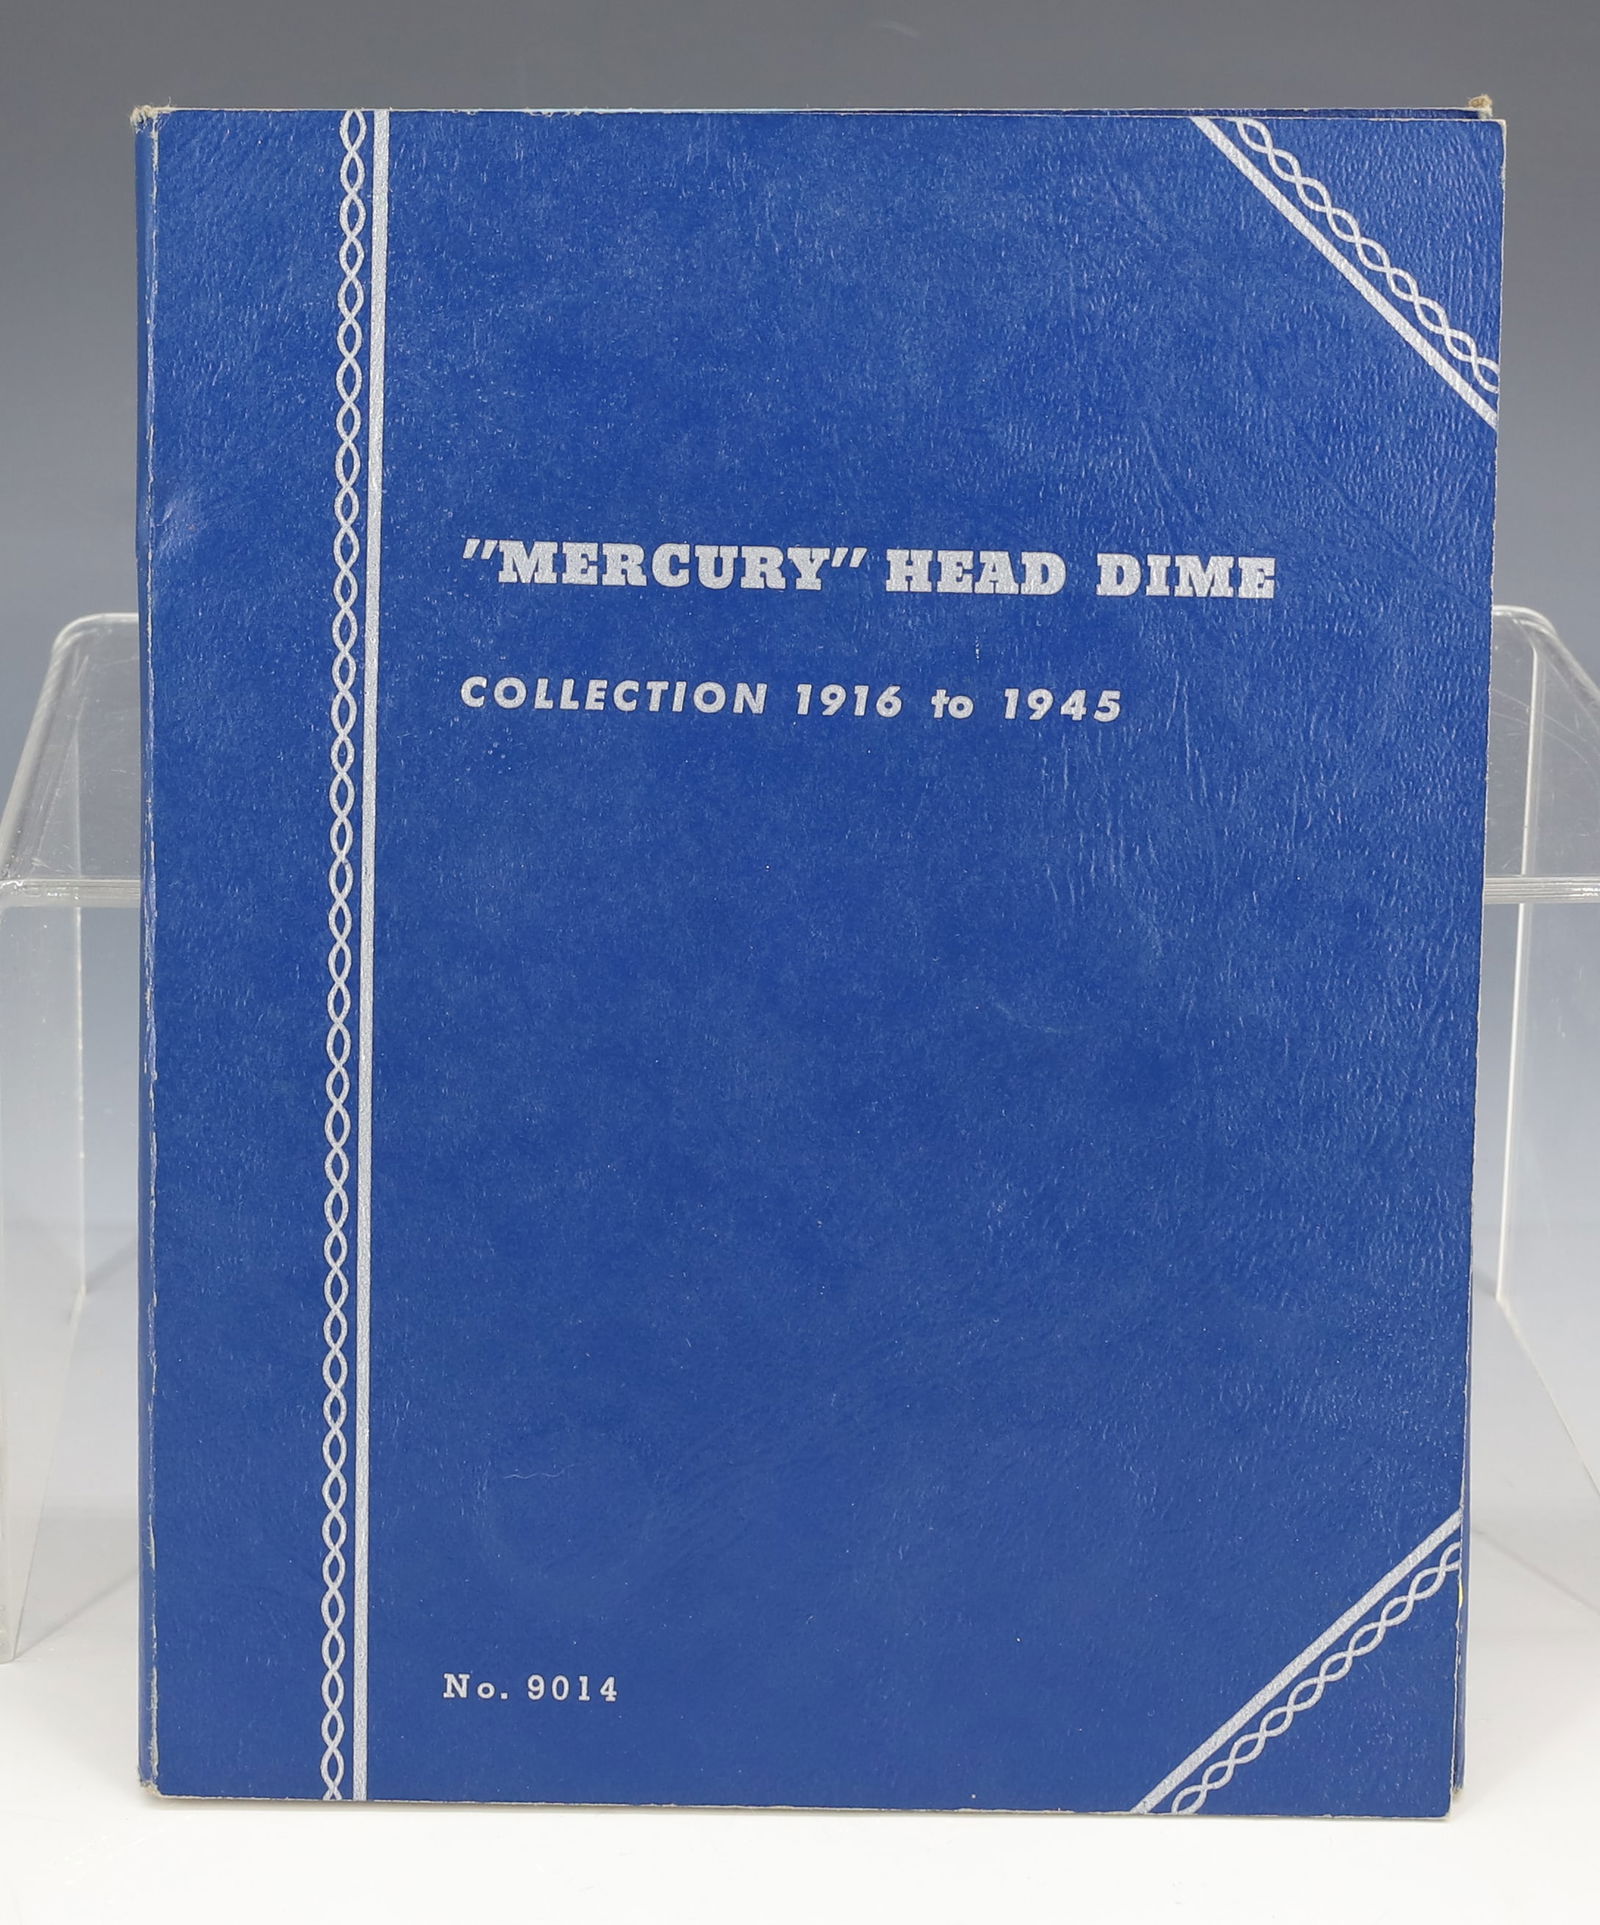 "MERCURY" HEAD DIME
COLLECTION 1916 to 1945
No. 9014